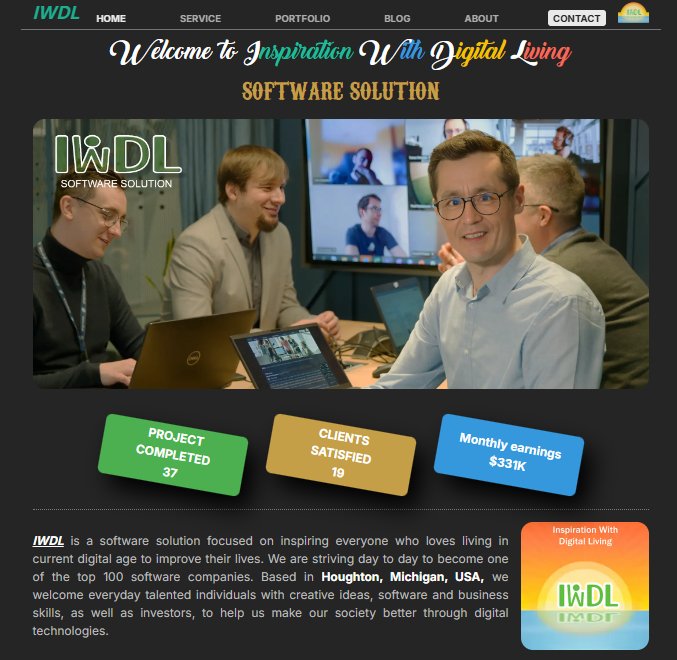 IWDL HOME SERVICE PORTFOLIO BLOG ABOUT CONTACT
Welcome to Inspiration With Digital Living
SOFTWARE SOLUTION
IWDL
SOFTWARE SOLUTION
DELL
PROJECT
COMPLETED
37
CLIENTS
SATISFIED
19
Monthly earnings
$331K
IWDL is a software solution focused on inspiring everyone who loves living in
current digital age to improve their lives. We are striving day to day to become one
of the top 100 software companies. Based in Houghton, Michigan, USA, we
welcome everyday talented individuals with creative ideas, software and business
skills, as well as investors, to help us make our society better through digital
technologies.
Inspiration With
Digital Living
IWDL